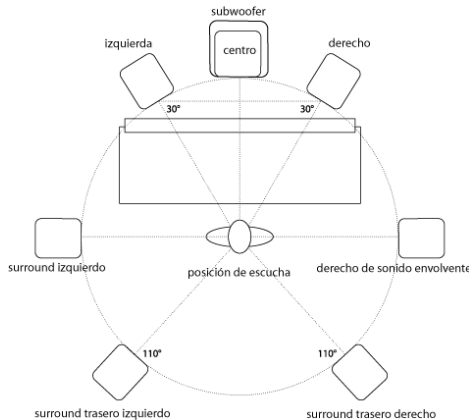 subwoofer
izquierda
centro
derecho
30°
30°
surround izquierdo
posición de escucha
derecho de sonido envolvente
110°
110°
surround trasero izquierdo
surround trasero derecho